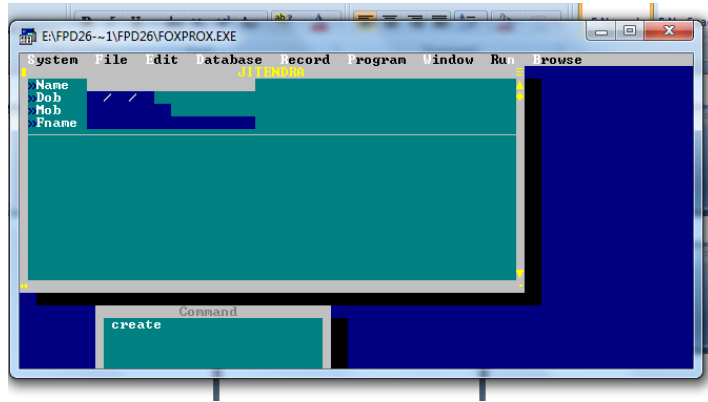 E:\FPD26-~1\FPD26\FOXPROX.EXE
System File Edit Database Record Program Window Run Browse
JITENDRA
»Name
»Dob / /
»Mob
»Fname
Command
create